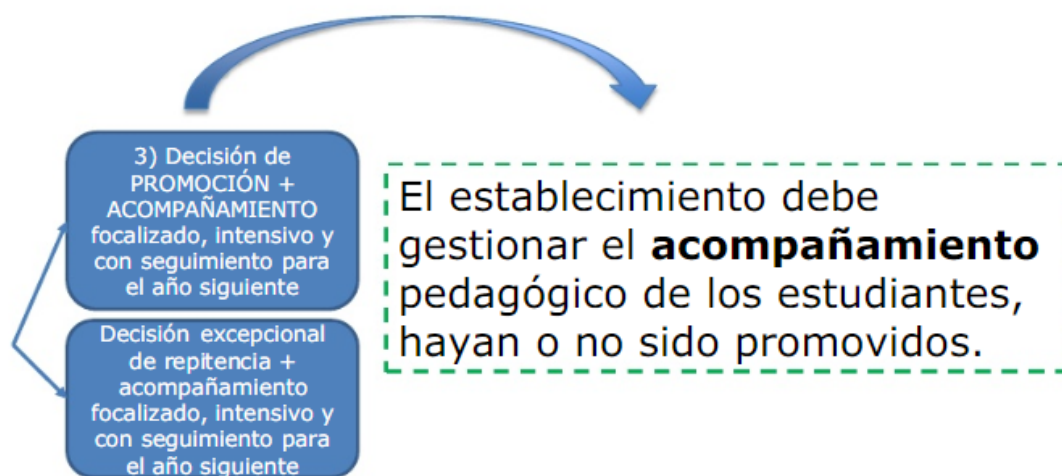 3) Decisión de
PROMOCIÓN +
ACOMPAÑAMIENTO
focalizado, intensivo y
con seguimiento para
el año siguiente
Decisión excepcional
de repitencia +
acompañamiento
focalizado, intensivo y
con seguimiento para
el año siguiente
El establecimiento debe
gestionar el acompañamiento
pedagógico de los estudiantes,
hayan o no sido promovidos.